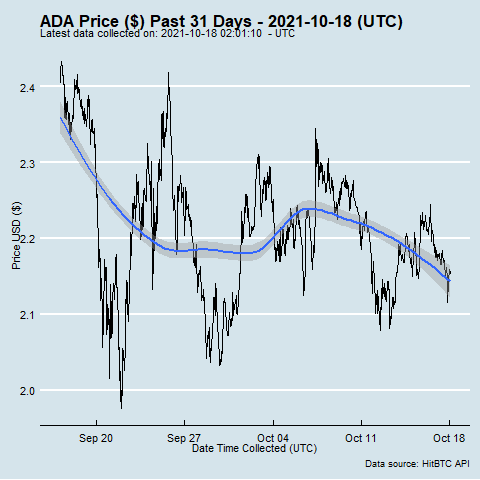 ADA Price ($) Past 31 Days - 2021-10-18 (UTC)
Latest data collected on: 2021-10-18 02:01:10 - UTC
2.4
2.3
2.2
2.1
2.0
Price USD ($)
Sep 20
Sep 27
Oct 04
Oct 11
Oct 18
Date Time Collected (UTC)
Data source: HitBTC API